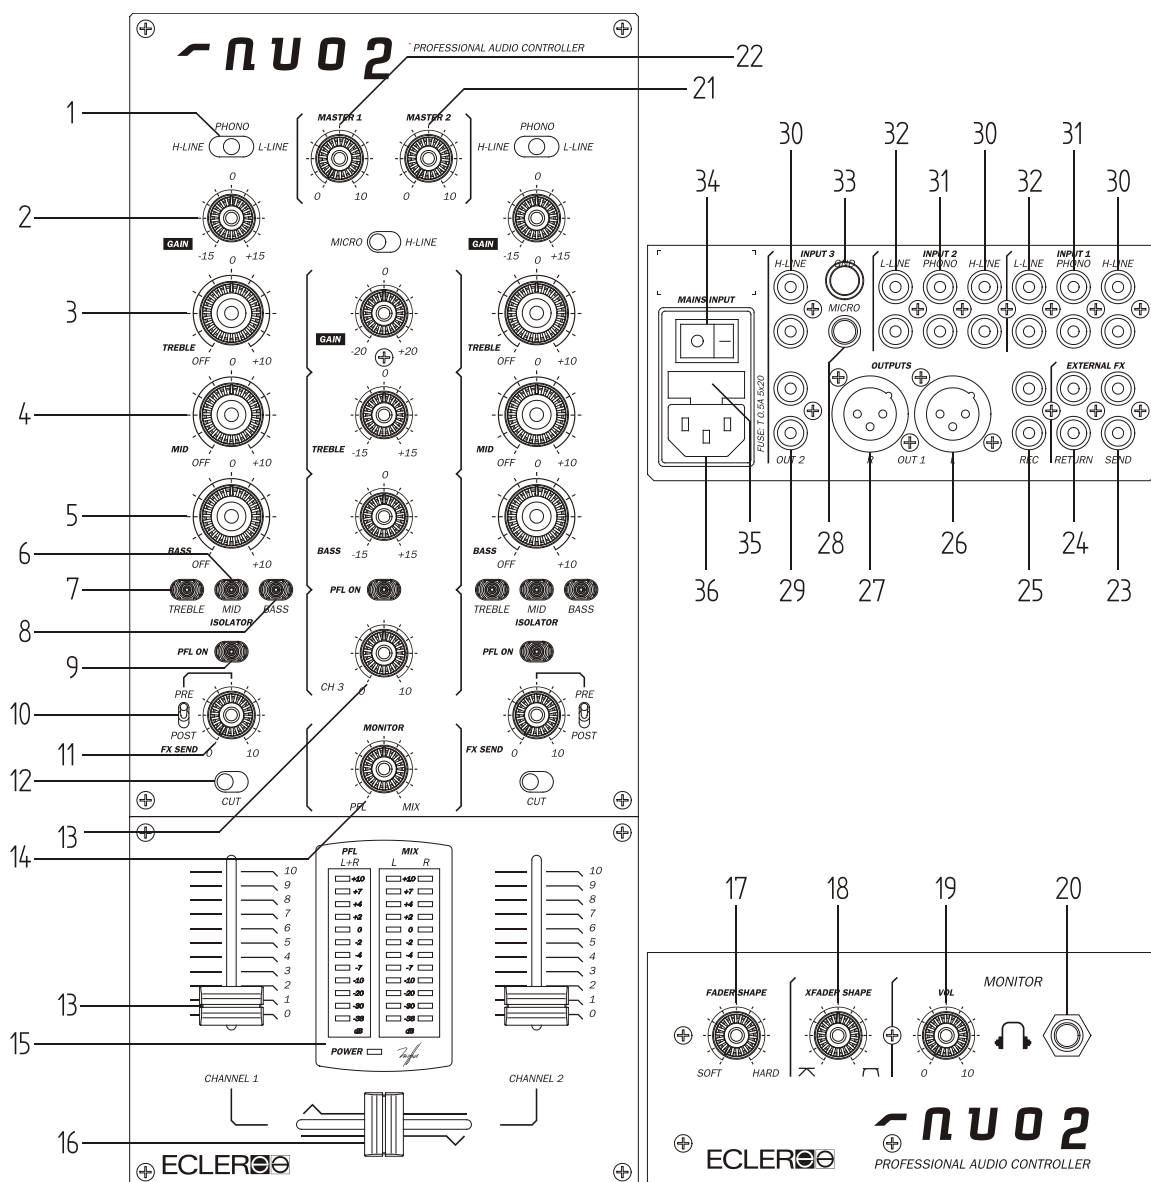 nuo2
PROFESSIONAL AUDIO CONTROLLER
22
21
1
PHONO
H-LINE
L-LINE
MASTER 1
MASTER 2
0 10
0 10
PHONO
H-LINE
L-LINE
2
0
GAIN
-15 +15
MICRO
H-LINE
0
GAIN
-15 +15
3
0
TREBLE
OFF +10
0
GAIN
-20 +20
0
TREBLE
OFF +10
4
0
MID
OFF +10
0
TREBLE
-15 +15
0
MID
OFF +10
5
0
BASS
OFF +10
0
BASS
-15 +15
0
BASS
OFF +10
6
7
TREBLE
MID
BASS
ISOLATOR
8
PFL ON
TREBLE
MID
BASS
ISOLATOR
9
PFL ON
CH 3
0 10
PFL ON
10
PRE
POST
11
FX SEND
0 10
MONITOR
PFL MIX
FX SEND
0 10
PRE
POST
12
CUT
CUT
13
14
PFL
L+R
MIX
L R
+10 +10
+7 +7
+4 +4
+2 +2
0 0
-2 -2
-4 -4
-7 -7
-10 -10
-20 -20
-30 -30
-38 -38
dB dB
POWER
10
9
8
7
6
5
4
3
2
1
0
10
9
8
7
6
5
4
3
2
1
0
13
15
CHANNEL 1
CHANNEL 2
16
ECLER
30 32 30 31
34 33 31 32 30
INPUT 3
INPUT 2
INPUT 1
H-LINE
GND
L-LINE
PHONO
H-LINE
L-LINE
PHONO
H-LINE
MAINS INPUT
MICRO
FUSE: T 0.5A 5x20
OUTPUTS
EXTERNAL FX
OUT 2
R
OUT 1
L
REC
RETURN
SEND
35 28 26 24
36 29 27 25 23
17 18 19 20
FADER SHAPE
XFADER SHAPE
VOL
MONITOR
SOFT HARD
0 10
nuo2
ECLER
PROFESSIONAL AUDIO CONTROLLER